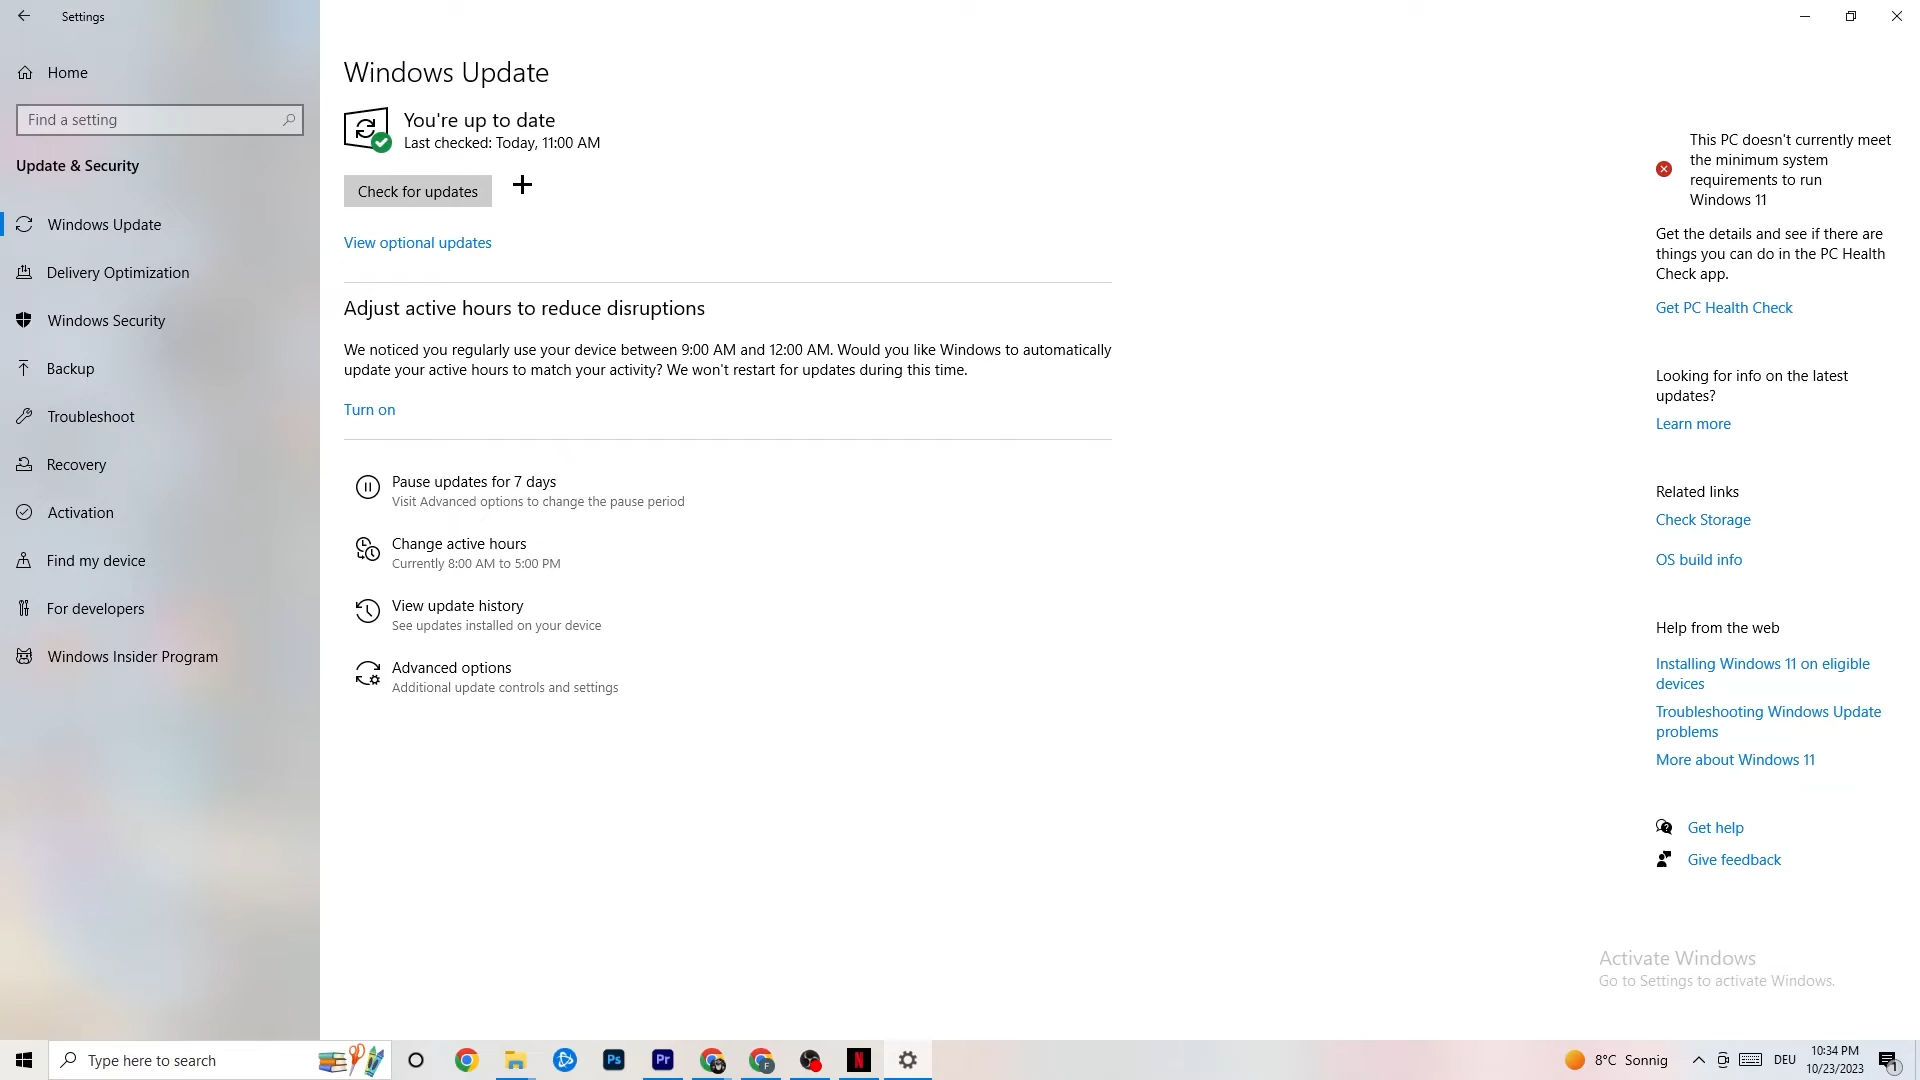 Settings
Home
Find a setting
Update & Security
Windows Update
Delivery Optimization
Windows Security
Backup
Troubleshoot
Recovery
Activation
Find my device
For developers
Windows Insider Program
Windows Update
You're up to date
Last checked: Today, 11:00 AM
Check for updates
View optional updates
Adjust active hours to reduce disruptions
We noticed you regularly use your device between 9:00 AM and 12:00 AM. Would you like Windows to automatically
update your active hours to match your activity? We won't restart for updates during this time.
Turn on
Pause updates for 7 days
Visit Advanced options to change the pause period
Change active hours
Currently 8:00 AM to 5:00 PM
View update history
See updates installed on your device
Advanced options
Additional update controls and settings
This PC doesn't currently meet
the minimum system
requirements to run
Windows 11
Get the details and see if there are
things you can do in the PC Health
Check app.
Get PC Health Check
Looking for info on the latest
updates?
Learn more
Related links
Check Storage
OS build info
Help from the web
Installing Windows 11 on eligible
devices
Troubleshooting Windows Update
problems
More about Windows 11
Get help
Give feedback
Activate Windows
Go to Settings to activate Windows.
Type here to search
Ps
Pr
F
N
8°C Sonnig
DEU
10:34 PM
10/23/2023
1